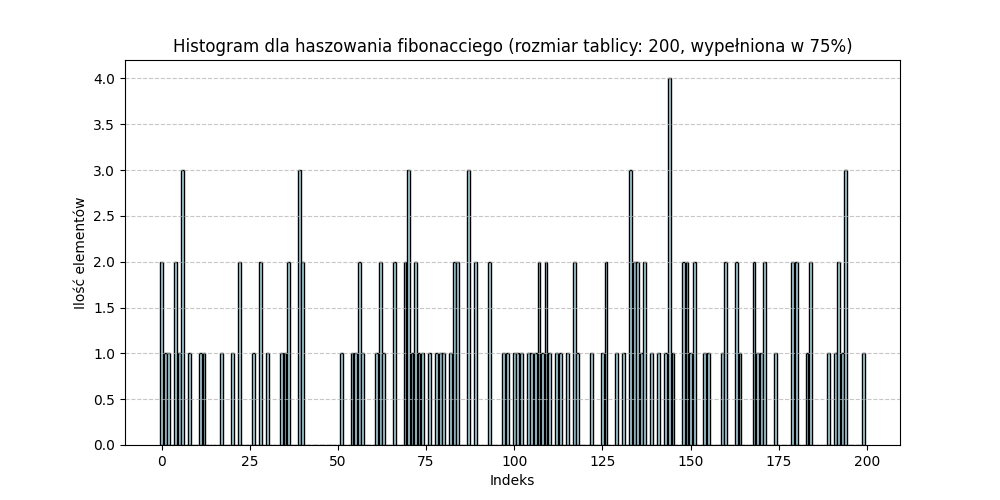 Histogram dla haszowania fibonacciego (rozmiar tablicy: 200, wypełniona w 75%)
4.0
3.5
3.0
2.5
2.0
1.5
1.0
0.5
0.0
Ilość elementów
0 25 50 75 100 125 150 175 200
Indeks